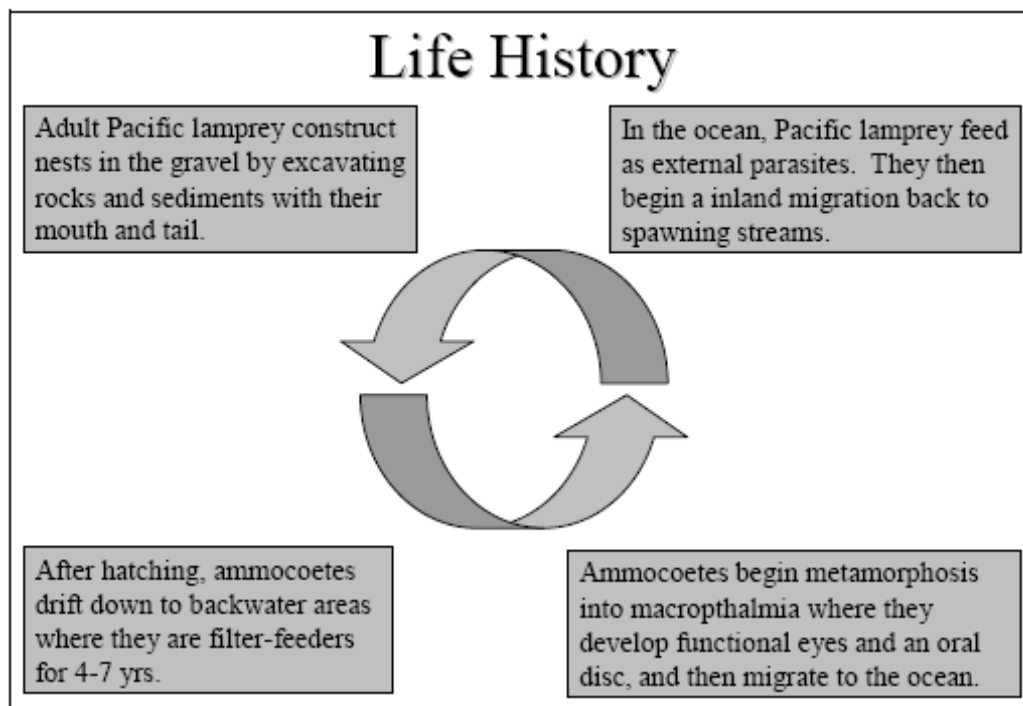 Life History
Adult Pacific lamprey construct
nests in the gravel by excavating
rocks and sediments with their
mouth and tail.
In the ocean, Pacific lamprey feed
as external parasites.  They then
begin a inland migration back to
spawning streams.
After hatching, ammocoetes
drift down to backwater areas
where they are filter-feeders
for 4-7 yrs.
Ammocoetes begin metamorphosis
into macropthalmia where they
develop functional eyes and an oral
disc, and then migrate to the ocean.